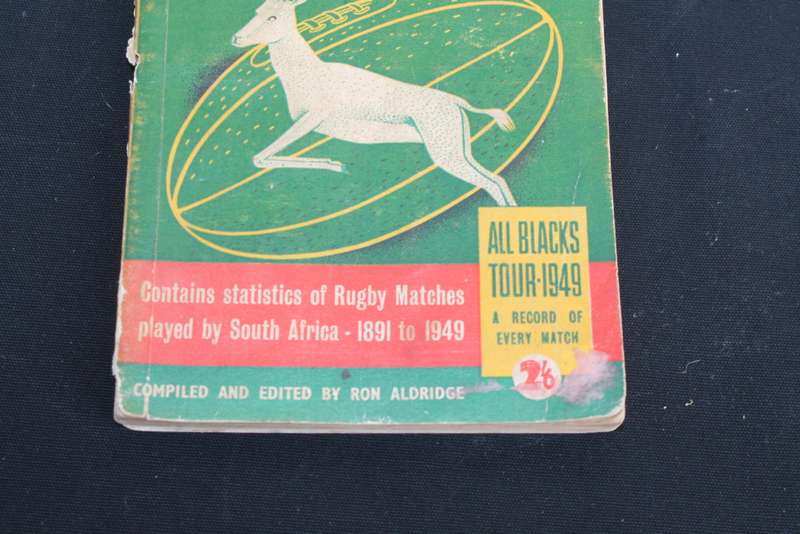 Contains statistics of Rugby Matches
played by South Africa - 1891 to 1949
ALL BLACKS
TOUR·1949
A RECORD OF
EVERY MATCH
2/6
COMPILED AND EDITED BY RON ALDRIDGE